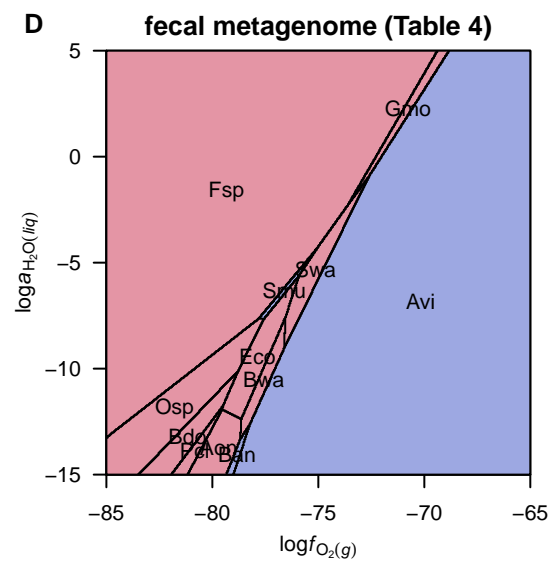 D fecal metagenome (Table 4)
5
0
−5
−10
−15
logaH2O(liq)
Gmo
Fsp
Swa
Smu
Avi
Eco
Bwa
Osp
Bdo
Aop
Ban
−85 −80 −75 −70 −65
logfO2(g)